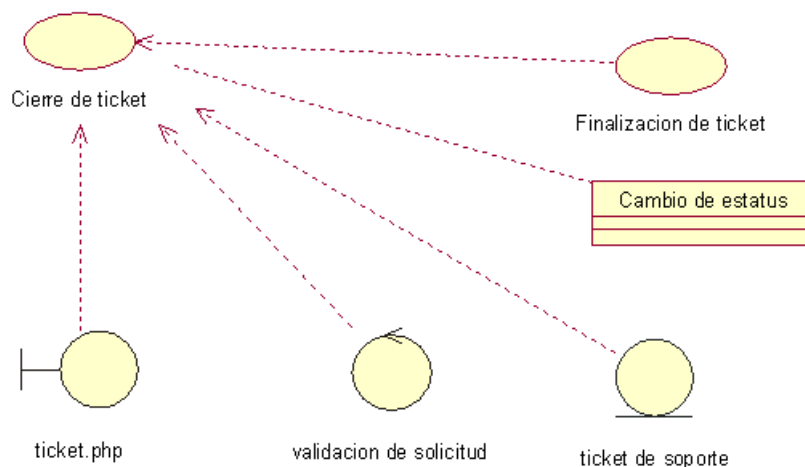 Cierre de ticket
Finalizacion de ticket
Cambio de estatus
ticket.php
validacion de solicitud
ticket de soporte